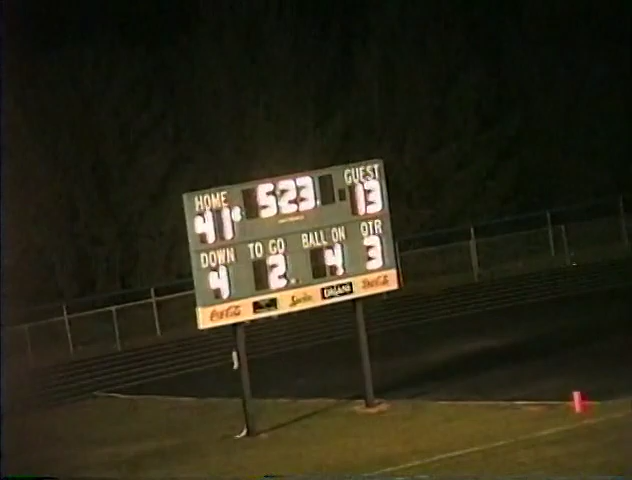 HOME 523 GUEST
41 13
DOWN TO GO BALL ON QTR
4 2 4 3
Coca-Cola Sprite Coca-Cola